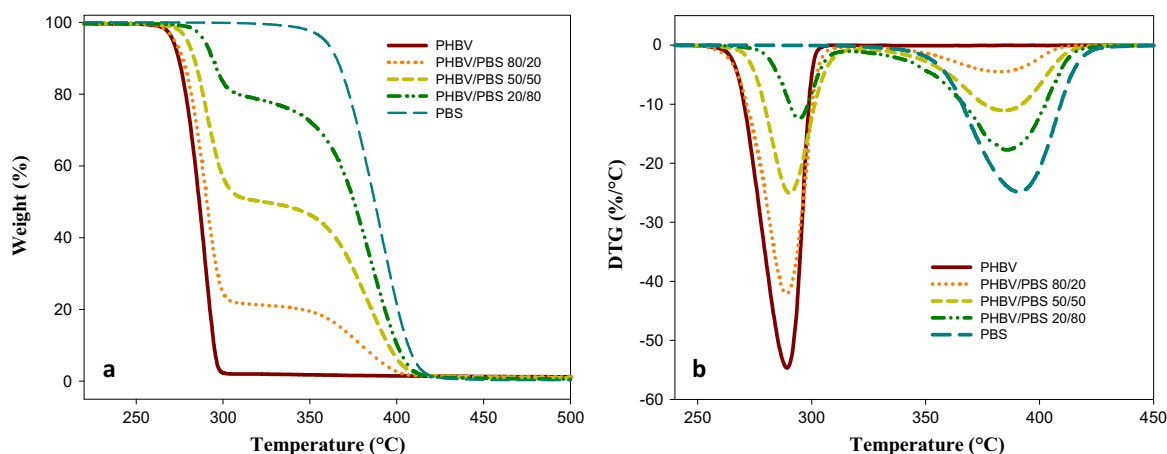 100
80
60
40
20
0
Weight (%)
250
300
350
400
450
500
Temperature (°C)
PHBV
PHBV/PBS 80/20
PHBV/PBS 50/50
PHBV/PBS 20/80
PBS
a
0
-10
-20
-30
-40
-50
-60
DTG (%/°C)
250
300
350
400
450
Temperature (°C)
PHBV
PHBV/PBS 80/20
PHBV/PBS 50/50
PHBV/PBS 20/80
PBS
b